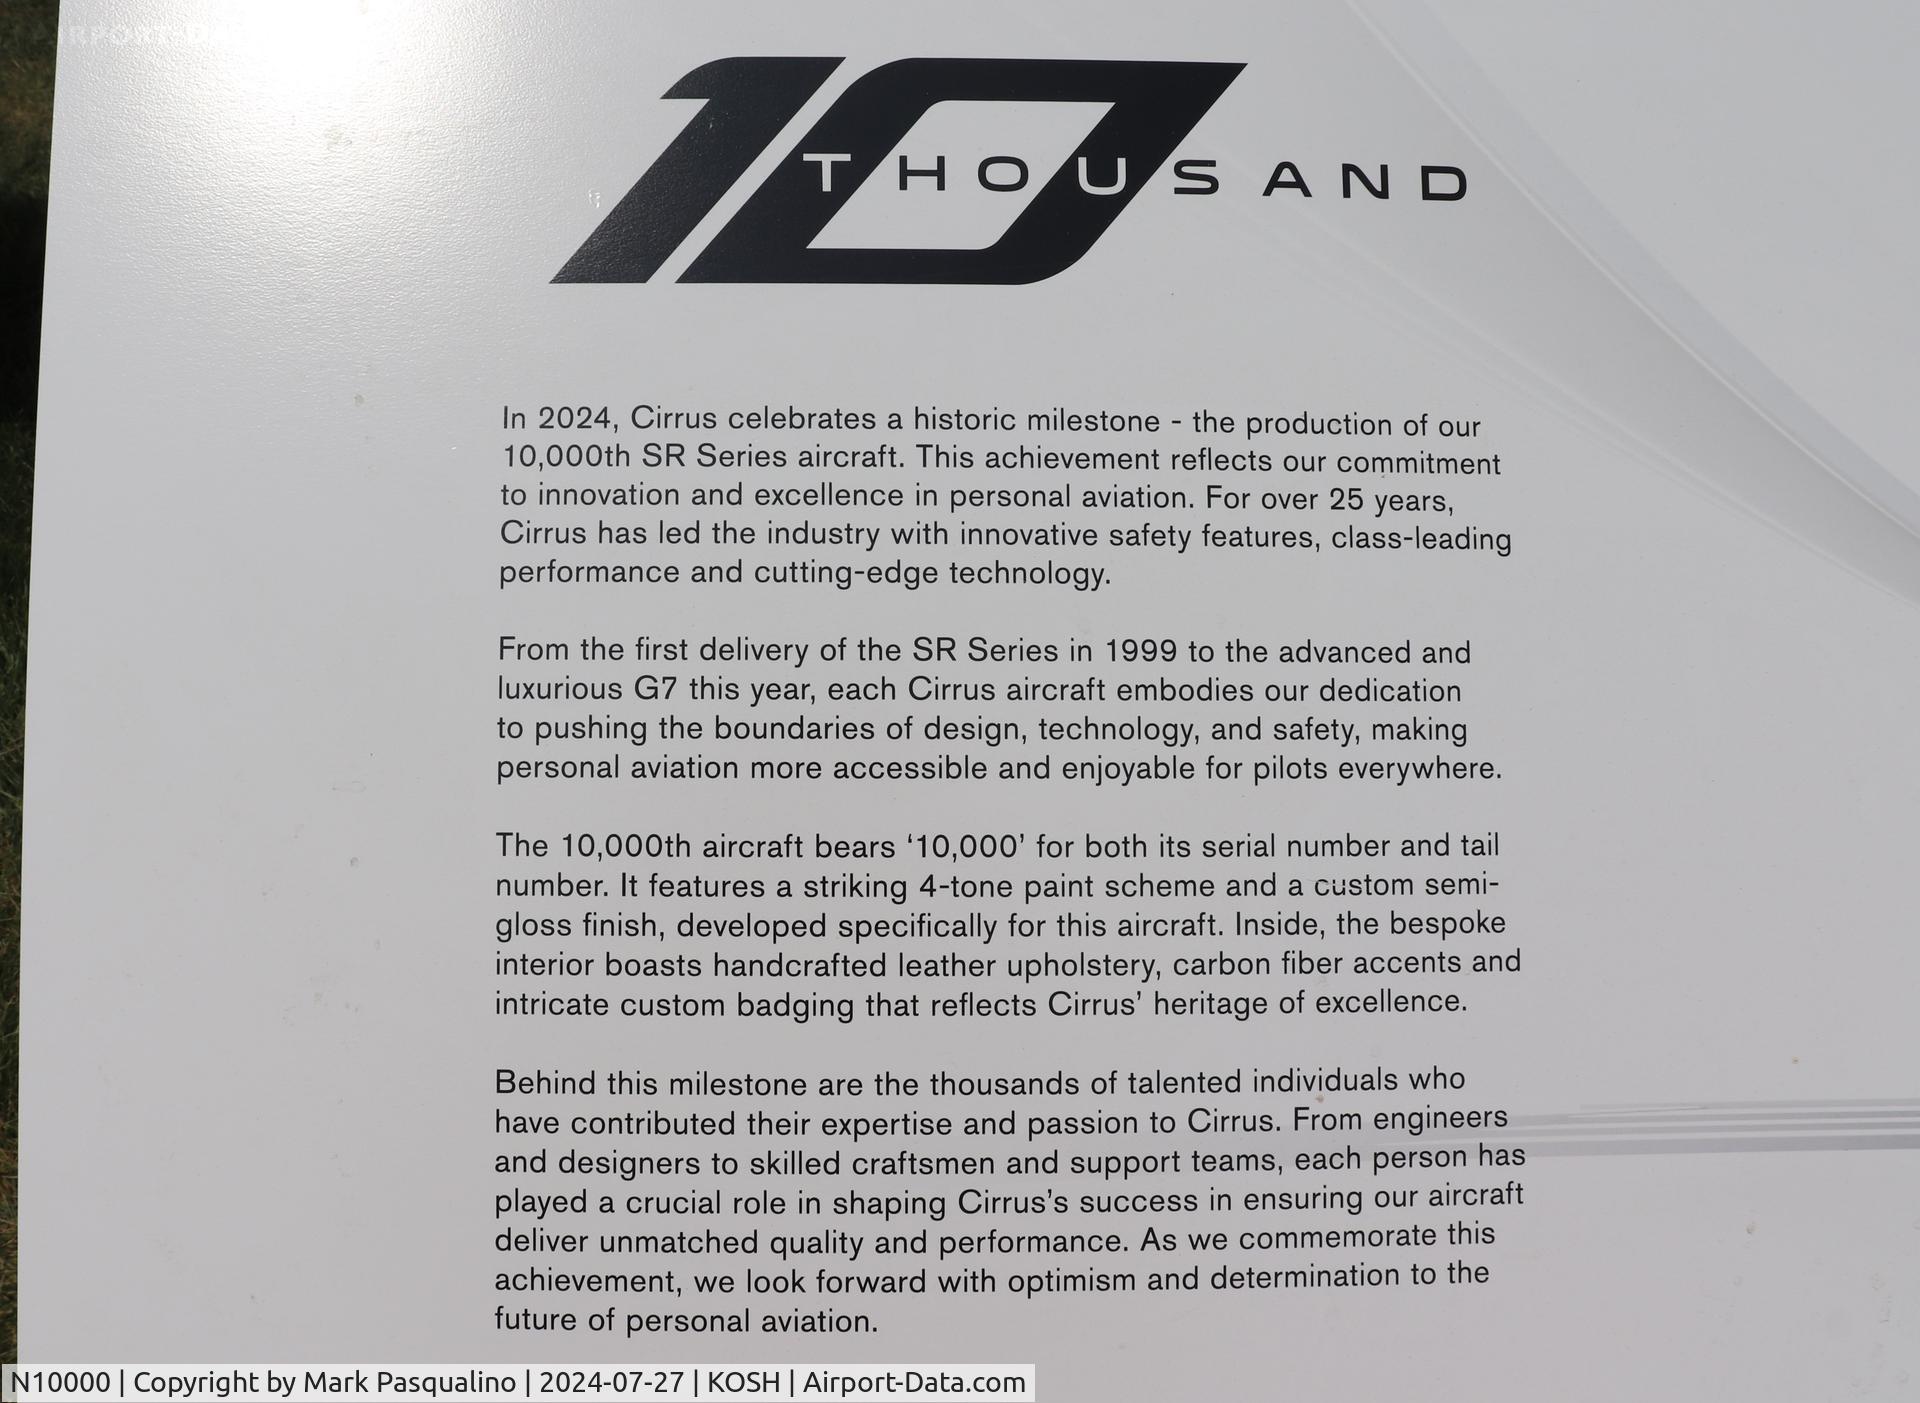 AIRPORT-DATA
10
THOUSAND
In 2024, Cirrus celebrates a historic milestone - the production of our
10,000th SR Series aircraft. This achievement reflects our commitment
to innovation and excellence in personal aviation. For over 25 years,
Cirrus has led the industry with innovative safety features, class-leading
performance and cutting-edge technology.
From the first delivery of the SR Series in 1999 to the advanced and
luxurious G7 this year, each Cirrus aircraft embodies our dedication
to pushing the boundaries of design, technology, and safety, making
personal aviation more accessible and enjoyable for pilots everywhere.
The 10,000th aircraft bears ‘10,000’ for both its serial number and tail
number. It features a striking 4-tone paint scheme and a custom semi-
gloss finish, developed specifically for this aircraft. Inside, the bespoke
interior boasts handcrafted leather upholstery, carbon fiber accents and
intricate custom badging that reflects Cirrus’ heritage of excellence.
Behind this milestone are the thousands of talented individuals who
have contributed their expertise and passion to Cirrus. From engineers
and designers to skilled craftsmen and support teams, each person has
played a crucial role in shaping Cirrus’s success in ensuring our aircraft
deliver unmatched quality and performance. As we commemorate this
achievement, we look forward with optimism and determination to the
future of personal aviation.
N10000 | Copyright by Mark Pasqualino | 2024-07-27 | KOSH | Airport-Data.com